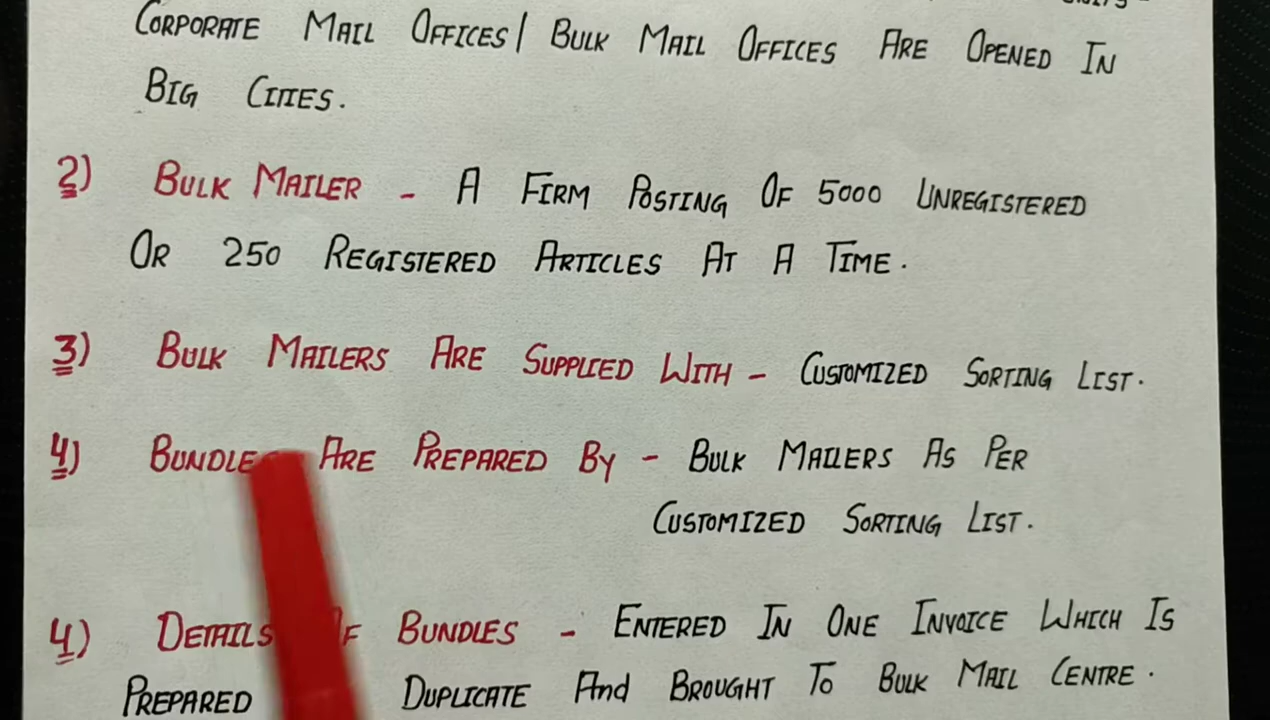 CORPORATE MAIL OFFICES/ BULK MAIL OFFICES ARE OPENED IN
BIG CITIES.
2) BULK MAILER - A FIRM POSTING OF 5000 UNREGISTERED
OR 250 REGISTERED ARTICLES AT A TIME.
3) BULK MAILERS ARE SUPPLIED WITH - CUSTOMIZED SORTING LIST.
4) BUNDLES ARE PREPARED BY - BULK MAILERS AS PER
CUSTOMIZED SORTING LIST.
4) DETAILS OF BUNDLES - ENTERED IN ONE INVOICE WHICH IS
PREPARED DUPLICATE And BROUGHT TO BULK MAIL CENTRE.